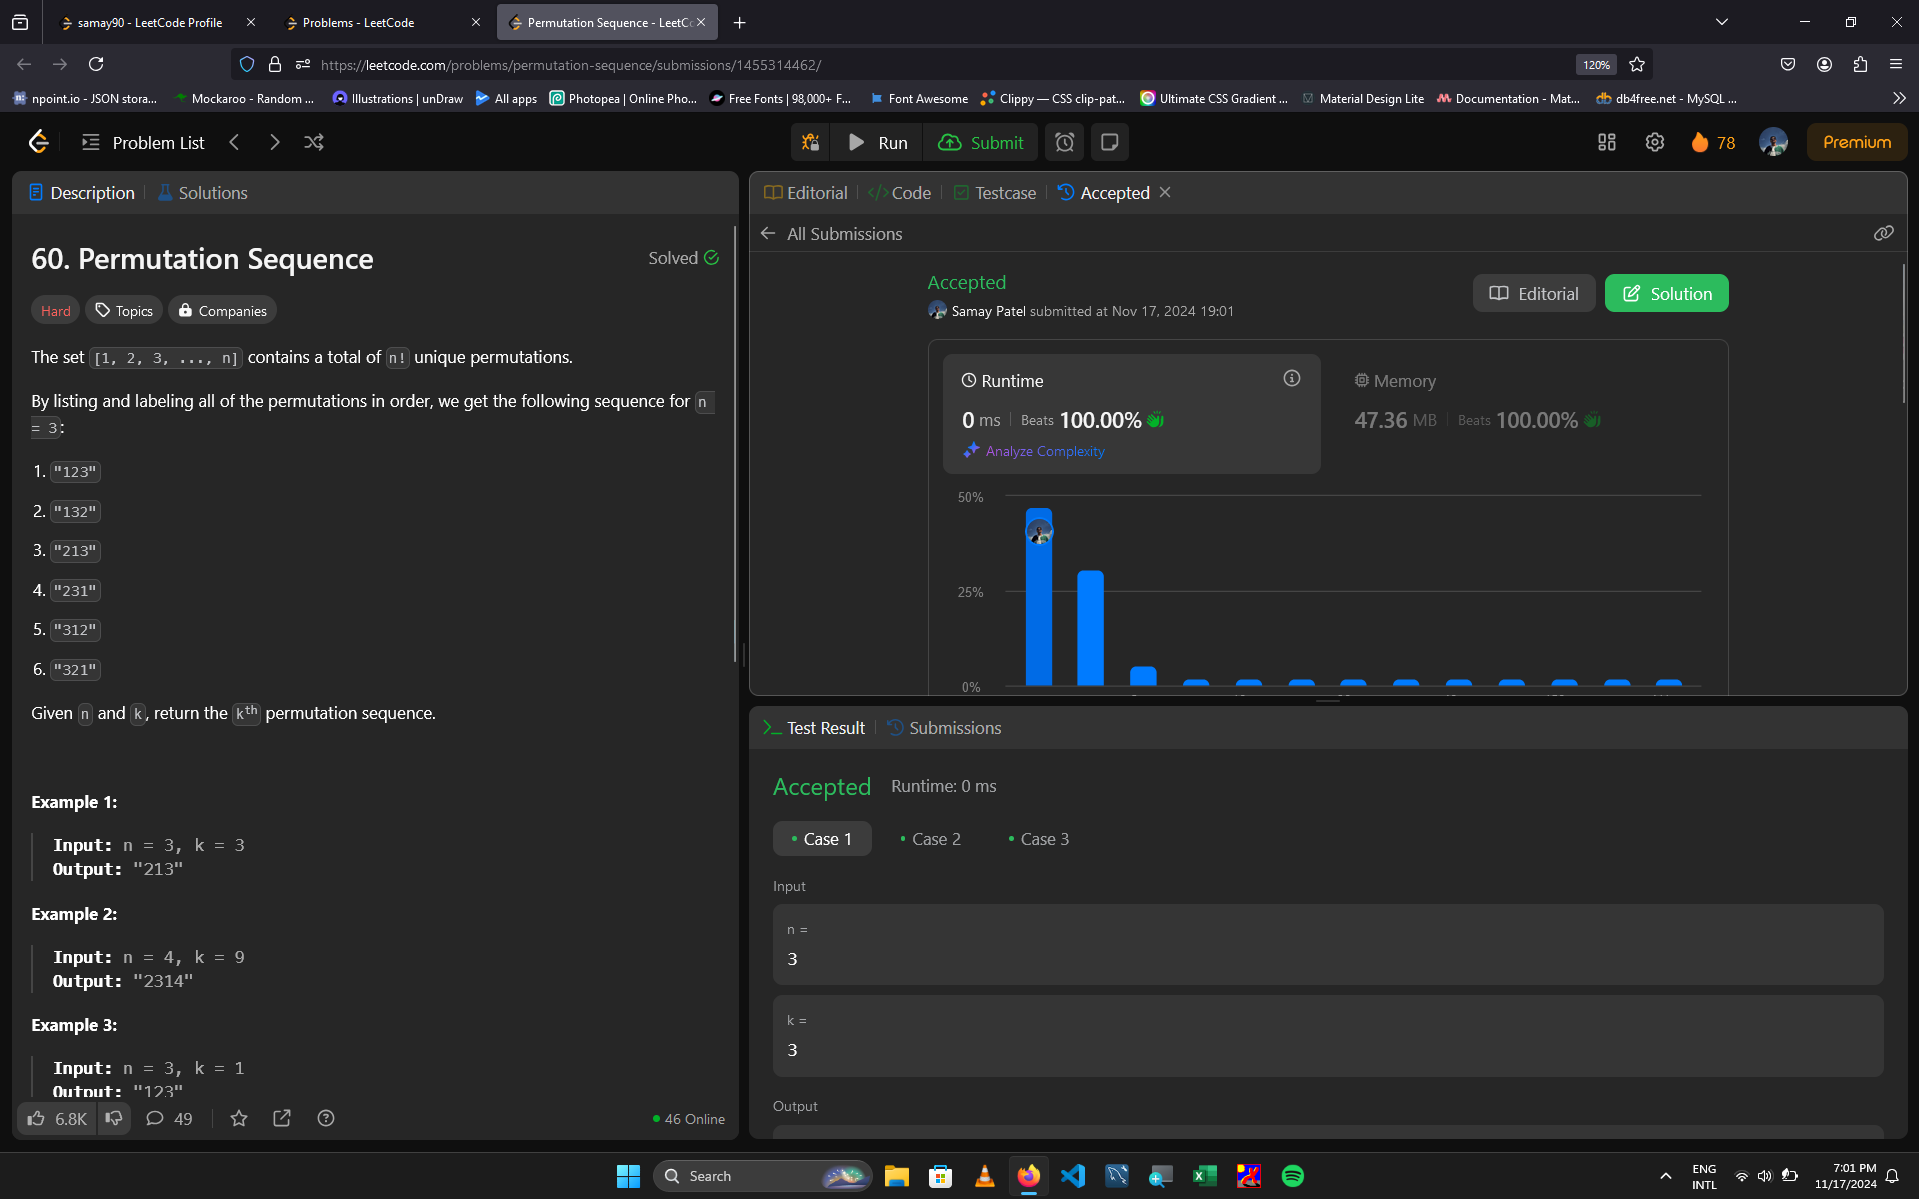 samay90 - LeetCode Profile
Problems - LeetCode
Permutation Sequence - LeetCo
https://leetcode.com/problems/permutation-sequence/submissions/1455314462/
120%
npoint.io - JSON stora...
Mockaroo - Random ...
Illustrations | unDraw
All apps
Photopea | Online Pho...
Free Fonts | 98,000+ F...
Font Awesome
Clippy — CSS clip-pat...
Ultimate CSS Gradient ...
Material Design Lite
Documentation - Mat...
db4free.net - MySQL ...
Problem List
Run
Submit
78
Premium
Description
Solutions
60. Permutation Sequence
Solved
Hard
Topics
Companies
The set [1, 2, 3, ..., n] contains a total of n! unique permutations.
By listing and labeling all of the permutations in order, we get the following sequence for n
= 3:
1. "123"
2. "132"
3. "213"
4. "231"
5. "312"
6. "321"
Given n and k, return the kth permutation sequence.
Example 1:
Input: n = 3, k = 3
Output: "213"
Example 2:
Input: n = 4, k = 9
Output: "2314"
Example 3:
Input: n = 3, k = 1
Output: "123"
6.8K
49
46 Online
Editorial
Code
Testcase
Accepted
All Submissions
Accepted
Samay Patel submitted at Nov 17, 2024 19:01
Editorial
Solution
Runtime
0 ms
Beats 100.00%
Analyze Complexity
Memory
47.36 MB
Beats 100.00%
50%
25%
0%
Test Result
Submissions
Accepted
Runtime: 0 ms
Case 1
Case 2
Case 3
Input
n =
3
k =
3
Output
Search
ENG
INTL
7:01 PM
11/17/2024